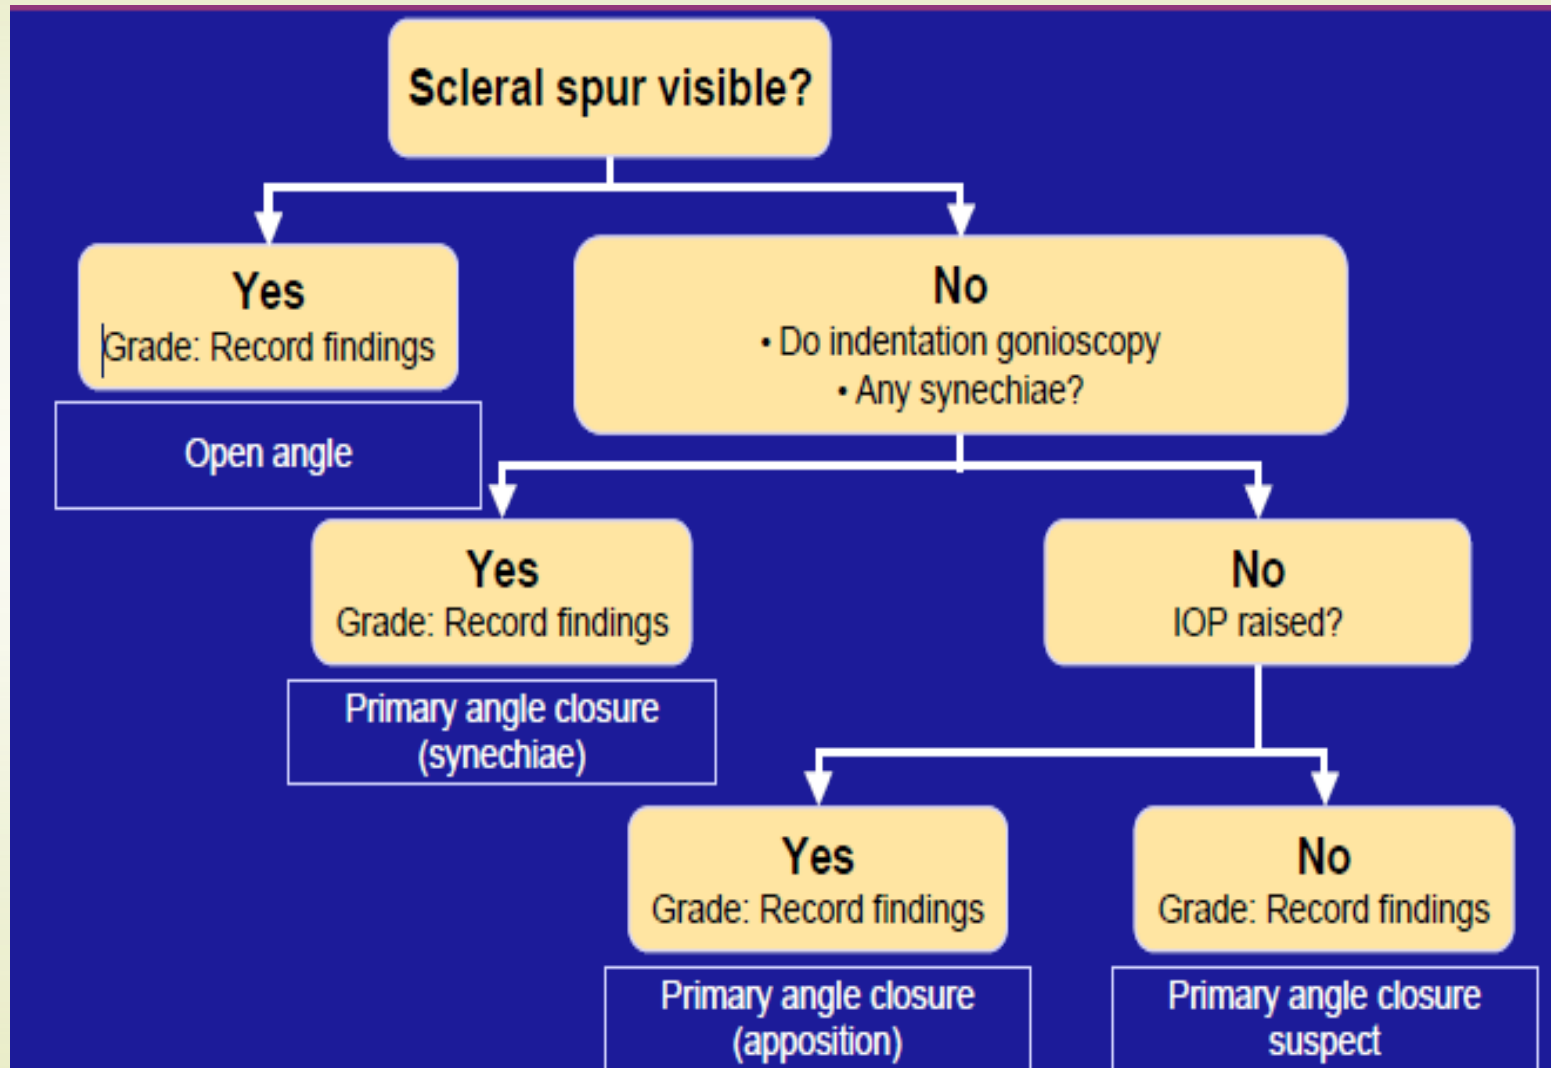 Scleral spur visible?
Yes
Grade: Record findings
Open angle
No
• Do indentation gonioscopy
• Any synechiae?
Yes
Grade: Record findings
Primary angle closure
(synechiae)
No
IOP raised?
Yes
Grade: Record findings
Primary angle closure
(apposition)
No
Grade: Record findings
Primary angle closure
suspect